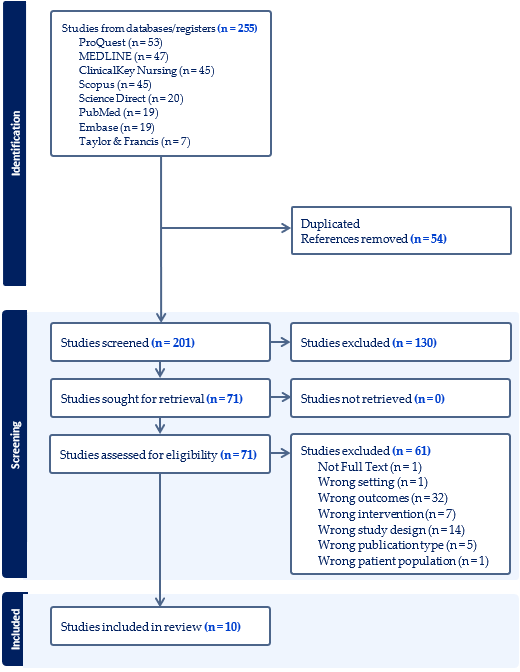 Identification
Studies from databases/registers (n = 255)
ProQuest (n = 53)
MEDLINE (n = 47)
ClinicalKey Nursing (n = 45)
Scopus (n = 45)
Science Direct (n = 20)
PubMed (n = 19)
Embase (n = 19)
Taylor & Francis (n = 7)
Duplicated
References removed (n = 54)
Screening
Studies screened (n = 201)
Studies excluded (n = 130)
Studies sought for retrieval (n = 71)
Studies not retrieved (n = 0)
Studies assessed for eligibility (n = 71)
Studies excluded (n = 61)
Not Full Text (n = 1)
Wrong setting (n = 1)
Wrong outcomes (n = 32)
Wrong intervention (n = 7)
Wrong study design (n = 14)
Wrong publication type (n = 5)
Wrong patient population (n = 1)
Included
Studies included in review (n = 10)